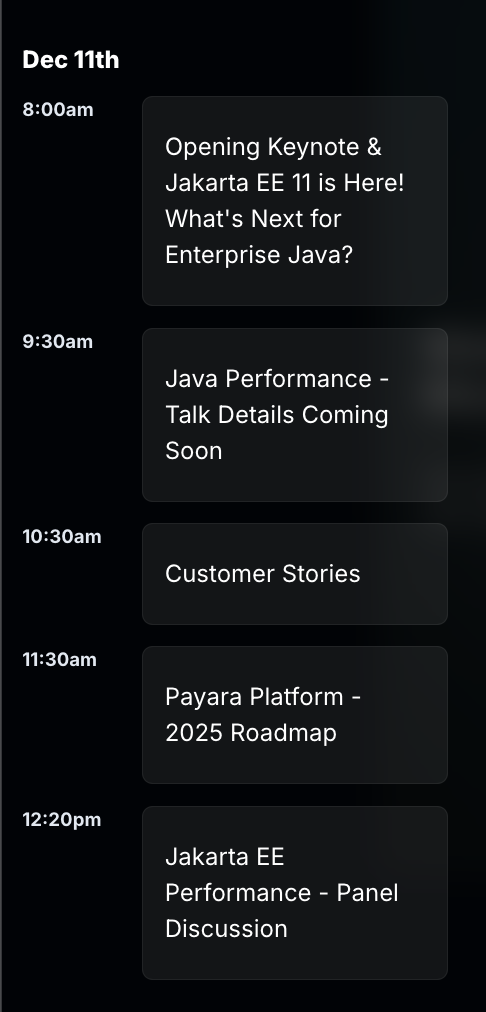 Dec 11th
8:00am
Opening Keynote &
Jakarta EE 11 is Here!
What's Next for
Enterprise Java?
9:30am
Java Performance -
Talk Details Coming
Soon
10:30am
Customer Stories
11:30am
Payara Platform -
2025 Roadmap
12:20pm
Jakarta EE
Performance - Panel
Discussion